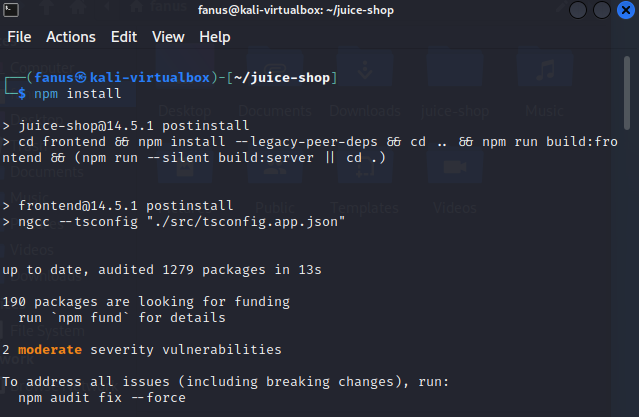 fanus@kali-virtualbox: ~/juice-shop
File Actions Edit View Help
┌──(fanus㉿kali-virtualbox)-[~/juice-shop]
└─$ npm install
> juice-shop@14.5.1 postinstall
> cd frontend && npm install --legacy-peer-deps && cd .. && npm run build:fro
ntend && (npm run --silent build:server || cd .)
> frontend@14.5.1 postinstall
> ngcc --tsconfig "./src/tsconfig.app.json"
up to date, audited 1279 packages in 13s
190 packages are looking for funding
run `npm fund` for details
2 moderate severity vulnerabilities
To address all issues (including breaking changes), run:
npm audit fix --force